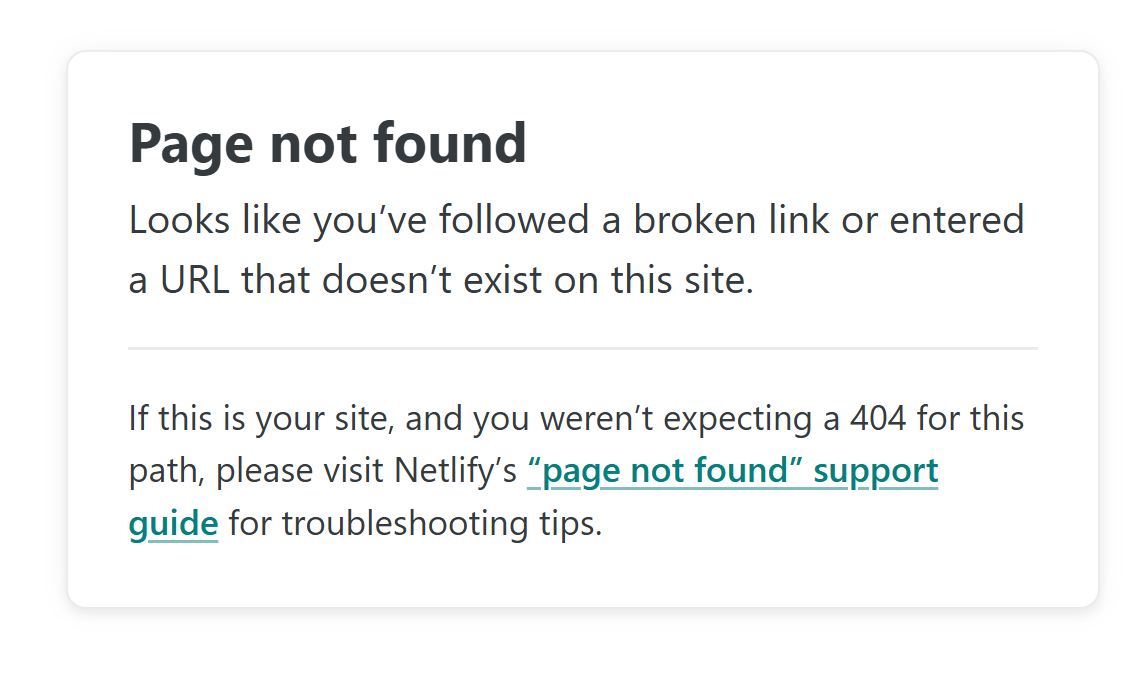 Page not found
Looks like you’ve followed a broken link or entered
a URL that doesn’t exist on this site.
If this is your site, and you weren’t expecting a 404 for this
path, please visit Netlify’s “page not found” support
guide for troubleshooting tips.